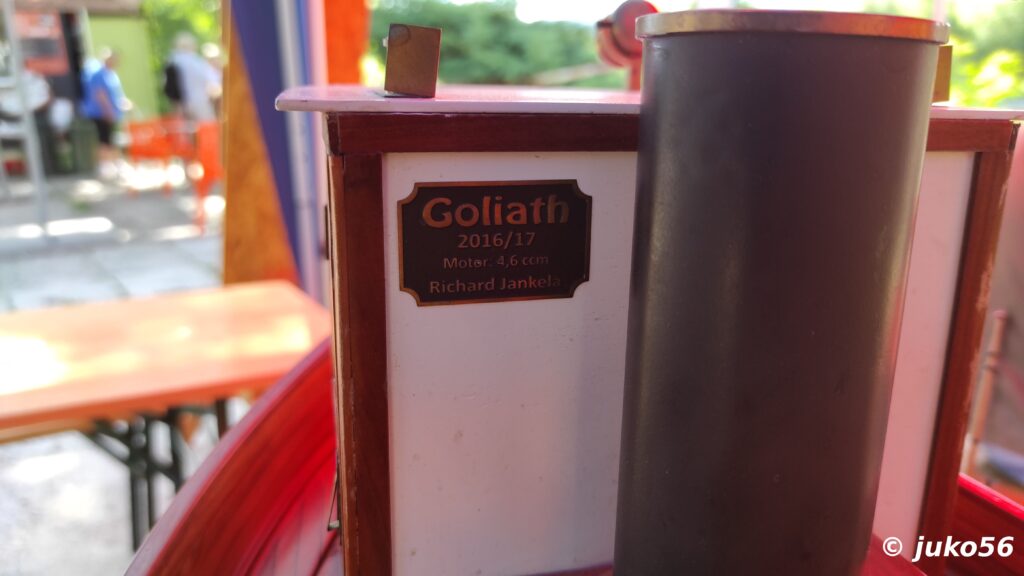 Goliath
2016/17
Motor: 4,6 ccm
Richard Jankela
© juko56